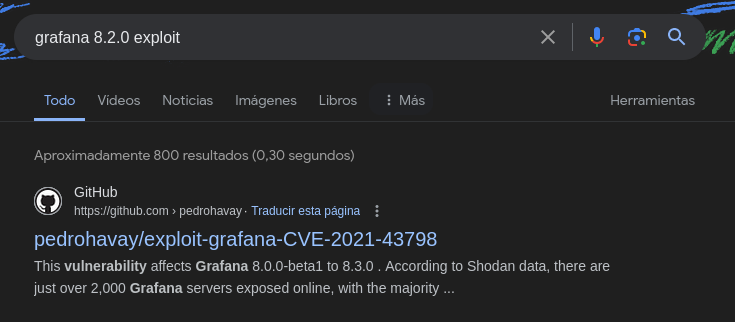 grafana 8.2.0 exploit
Todo Vídeos Noticias Imágenes Libros Más Herramientas
Aproximadamente 800 resultados (0,30 segundos)
GitHub
https://github.com › pedrohavay · Traducir esta página
pedrohavay/exploit-grafana-CVE-2021-43798
This vulnerability affects Grafana 8.0.0-beta1 to 8.3.0 . According to Shodan data, there are
just over 2,000 Grafana servers exposed online, with the majority ...